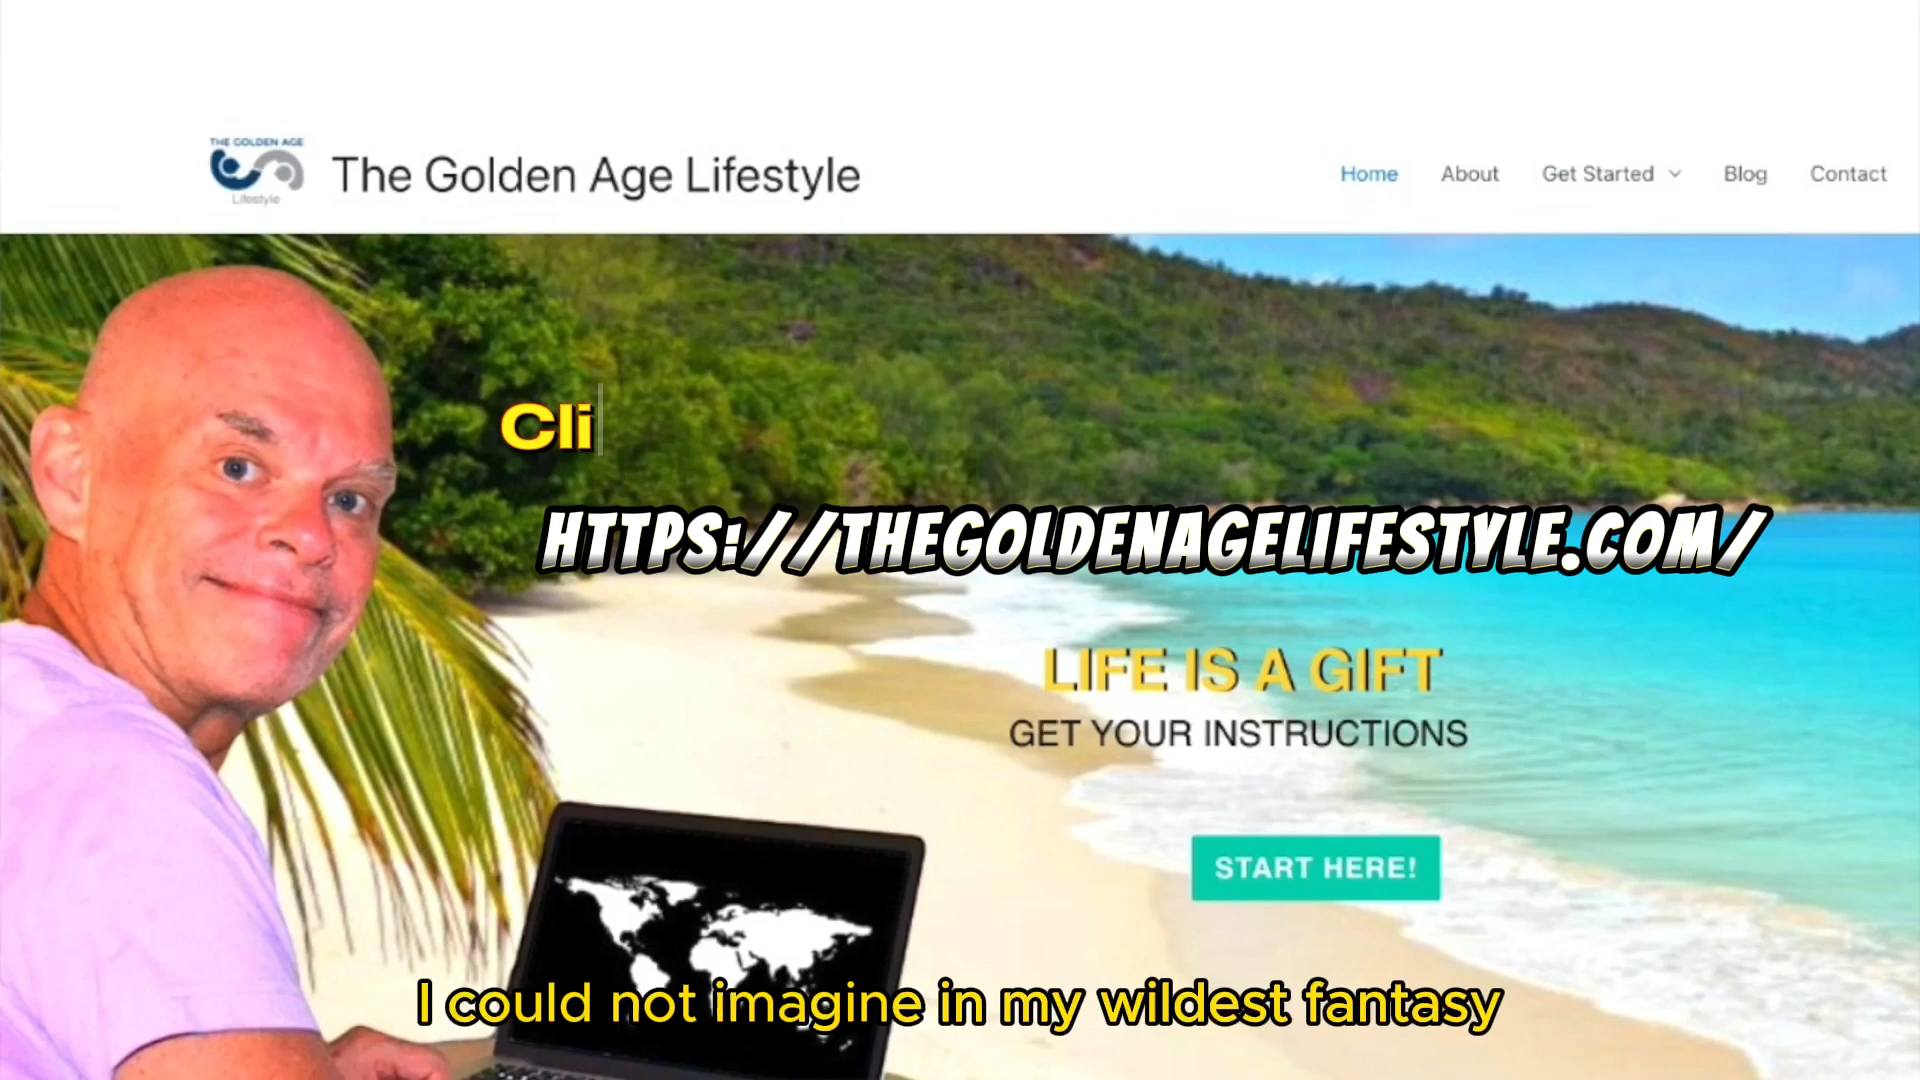 THE GOLDEN AGE
Lifestyle
The Golden Age Lifestyle
Home About Get Started Blog Contact
Cli
HTTPS://THEGOLDENAGELIFESTYLE.COM/
LIFE IS A GIFT
GET YOUR INSTRUCTIONS
START HERE!
I could not imagine in my wildest fantasy